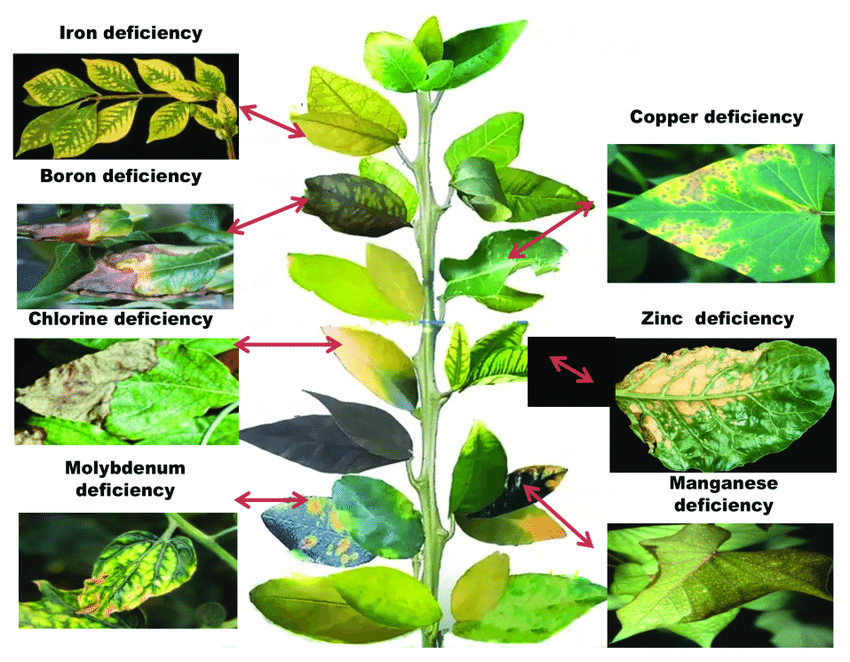 Iron deficiency
Boron deficiency
Chlorine deficiency
Molybdenum
deficiency
Copper deficiency
Zinc  deficiency
Manganese
deficiency